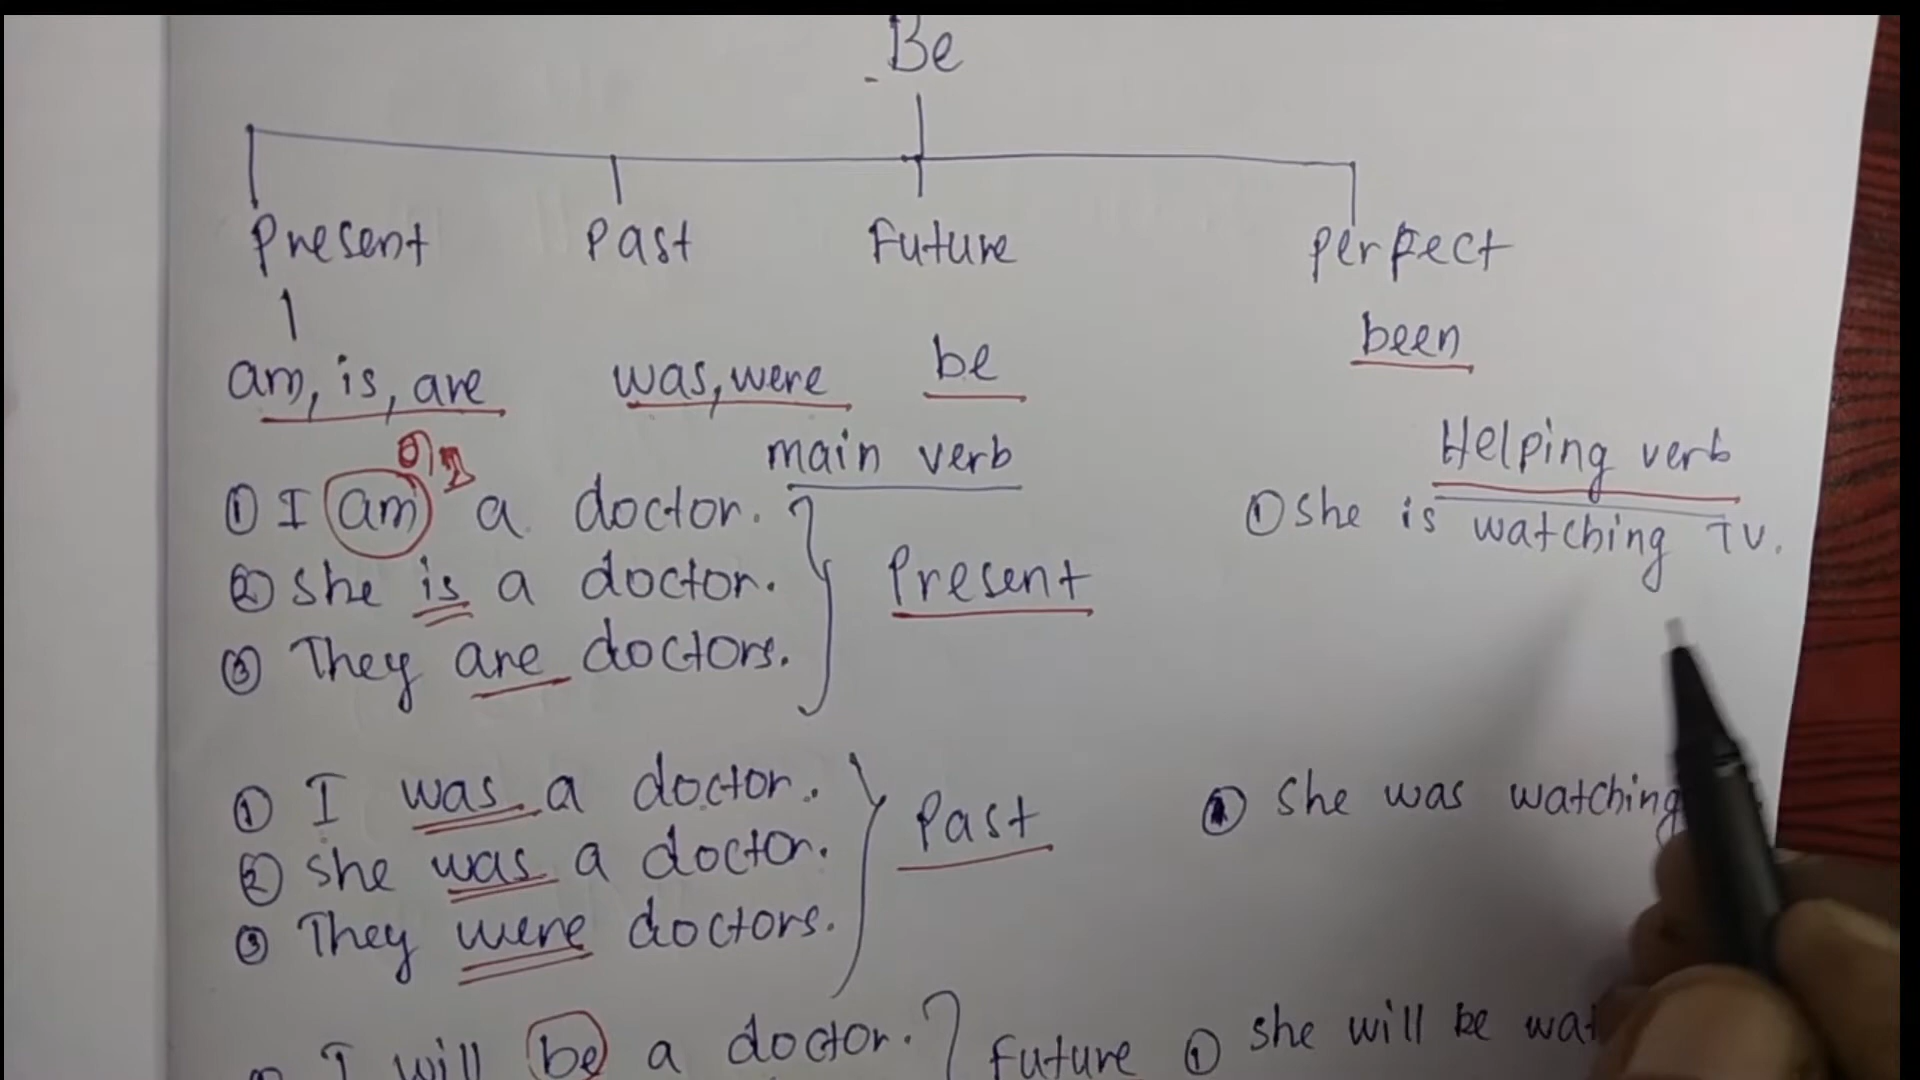 Be
Present Past Future Perfect
am, is, are was, were be been
main verb Helping verb
① I am a doctor. ① She is watching TV.
② She is a doctor. Present
③ They are doctors.
① I was a doctor. ① She was watching
② She was a doctor. Past
③ They were doctors.
I will be a doctor. Future ① She will be